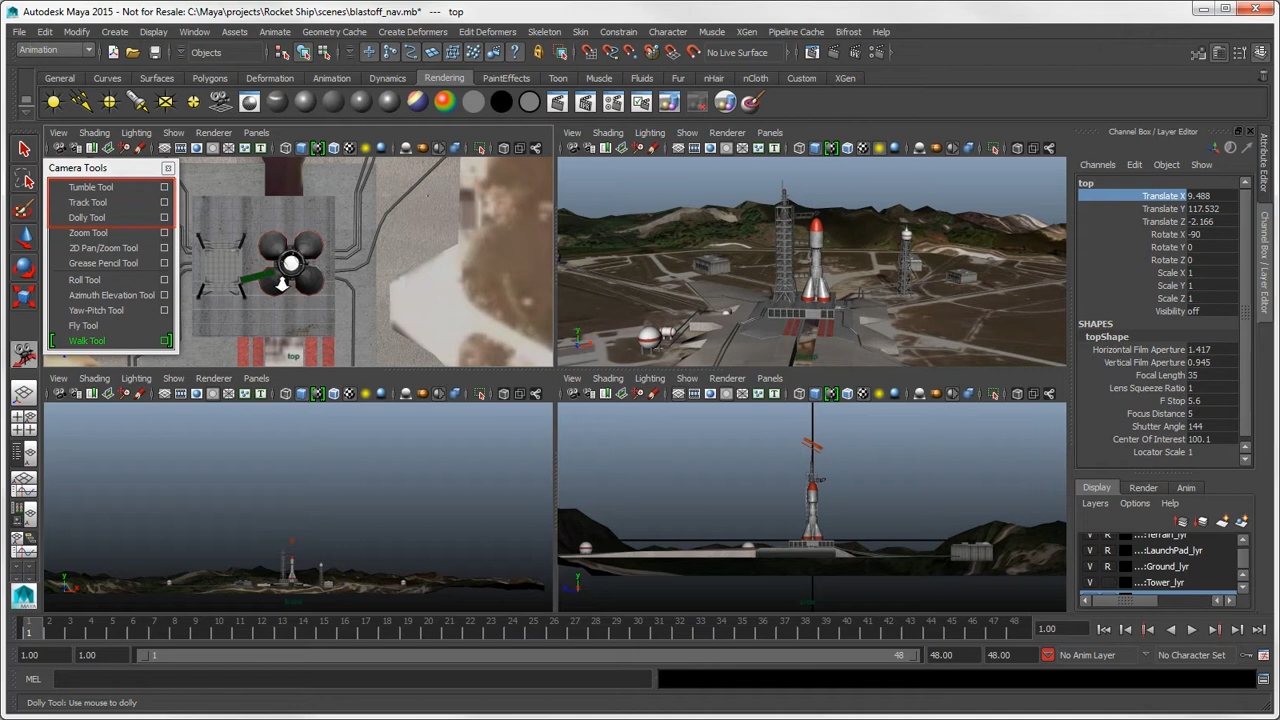 Autodesk Maya 2015 - Not for Resale: C:\Maya\projects\Rocket Ship\scenes\blastoff_nav.mb* --- top
File Edit Modify Create Display Window Assets Animate Geometry Cache Create Deformers Edit Deformers Skeleton Skin Constrain Character Muscle XGen Pipeline Cache Bifrost Help
Animation Objects No Live Surface
General Curves Surfaces Polygons Deformation Animation Dynamics Rendering PaintEffects Toon Muscle Fluids Fur nHair nCloth Custom XGen
View Shading Lighting Show Renderer Panels
View Shading Lighting Show Renderer Panels
Camera Tools
Tumble Tool
Track Tool
Dolly Tool
Zoom Tool
2D Pan/Zoom Tool
Grease Pencil Tool
Roll Tool
Azimuth Elevation Tool
Yaw-Pitch Tool
Fly Tool
Walk Tool
top
View Shading Lighting Show Renderer Panels
View Shading Lighting Show Renderer Panels
Channel Box / Layer Editor
Channels Edit Object Show
top
Translate X 9.488
Translate Y 117.532
Translate Z -2.166
Rotate X -90
Rotate Y 0
Rotate Z 0
Scale X 1
Scale Y 1
Scale Z 1
Visibility off
SHAPES
topShape
Horizontal Film Aperture 1.417
Vertical Film Aperture 0.945
Focal Length 35
Lens Squeeze Ratio 1
F Stop 5.6
Focus Distance 5
Shutter Angle 144
Center Of Interest 100.1
Locator Scale 1
Attribute Editor
Channel Box / Layer Editor
Display Render Anim
Layers Options Help
V R ...:Terrain_lyr
V R ...:LaunchPad_lyr
V R ...:Ground_lyr
V ...:Tower_lyr
1 2 3 4 5 6 7 8 9 10 11 12 13 14 15 16 17 18 19 20 21 22 23 24 25 26 27 28 29 30 31 32 33 34 35 36 37 38 39 40 41 42 43 44 45 46 47 48
1 1.00
1.00 1.00 1 48 48.00 48.00 No Anim Layer No Character Set
MEL
Dolly Tool: Use mouse to dolly